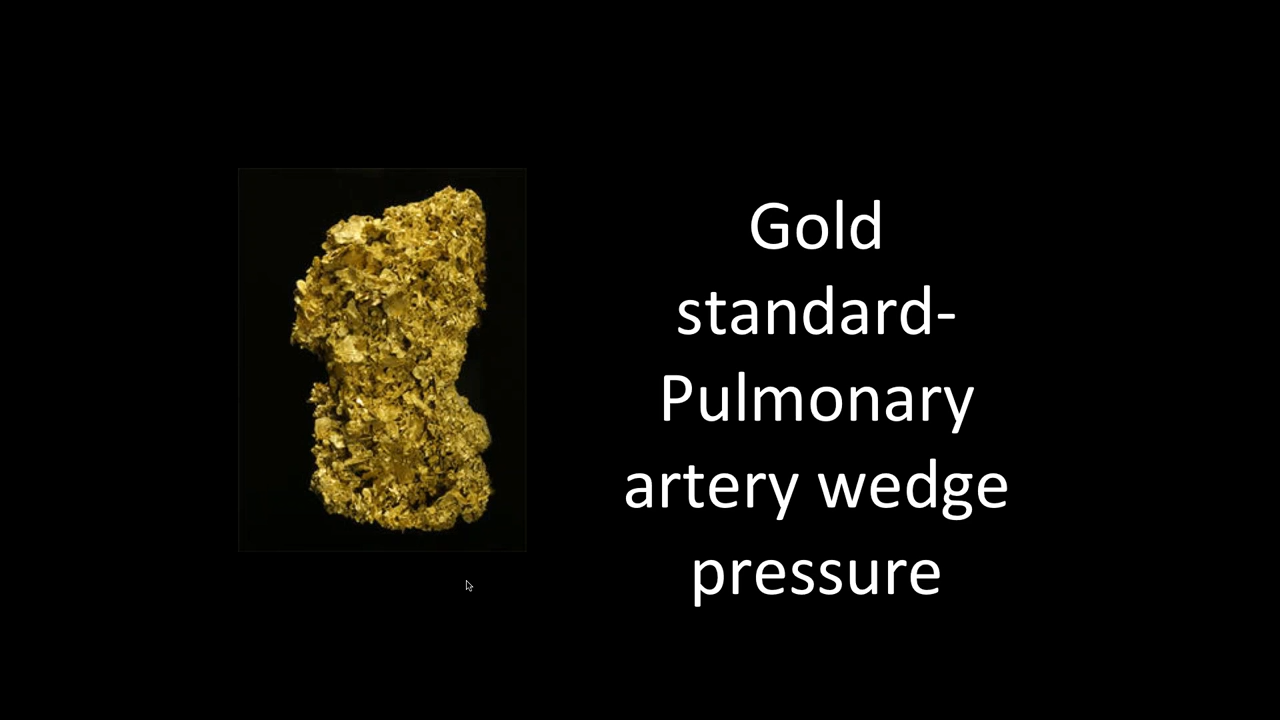 Gold
standard-
Pulmonary
artery wedge
pressure